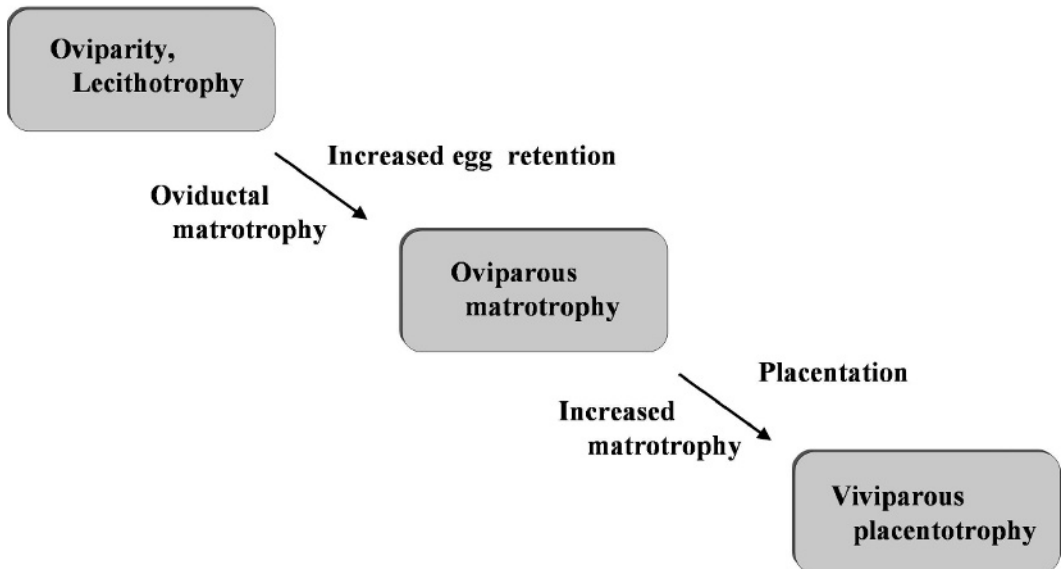 Oviparity,
Lecithotrophy
Increased egg retention
Oviductal
matrotrophy
Oviparous
matrotrophy
Placentation
Increased
matrotrophy
Viviparous
placentotrophy